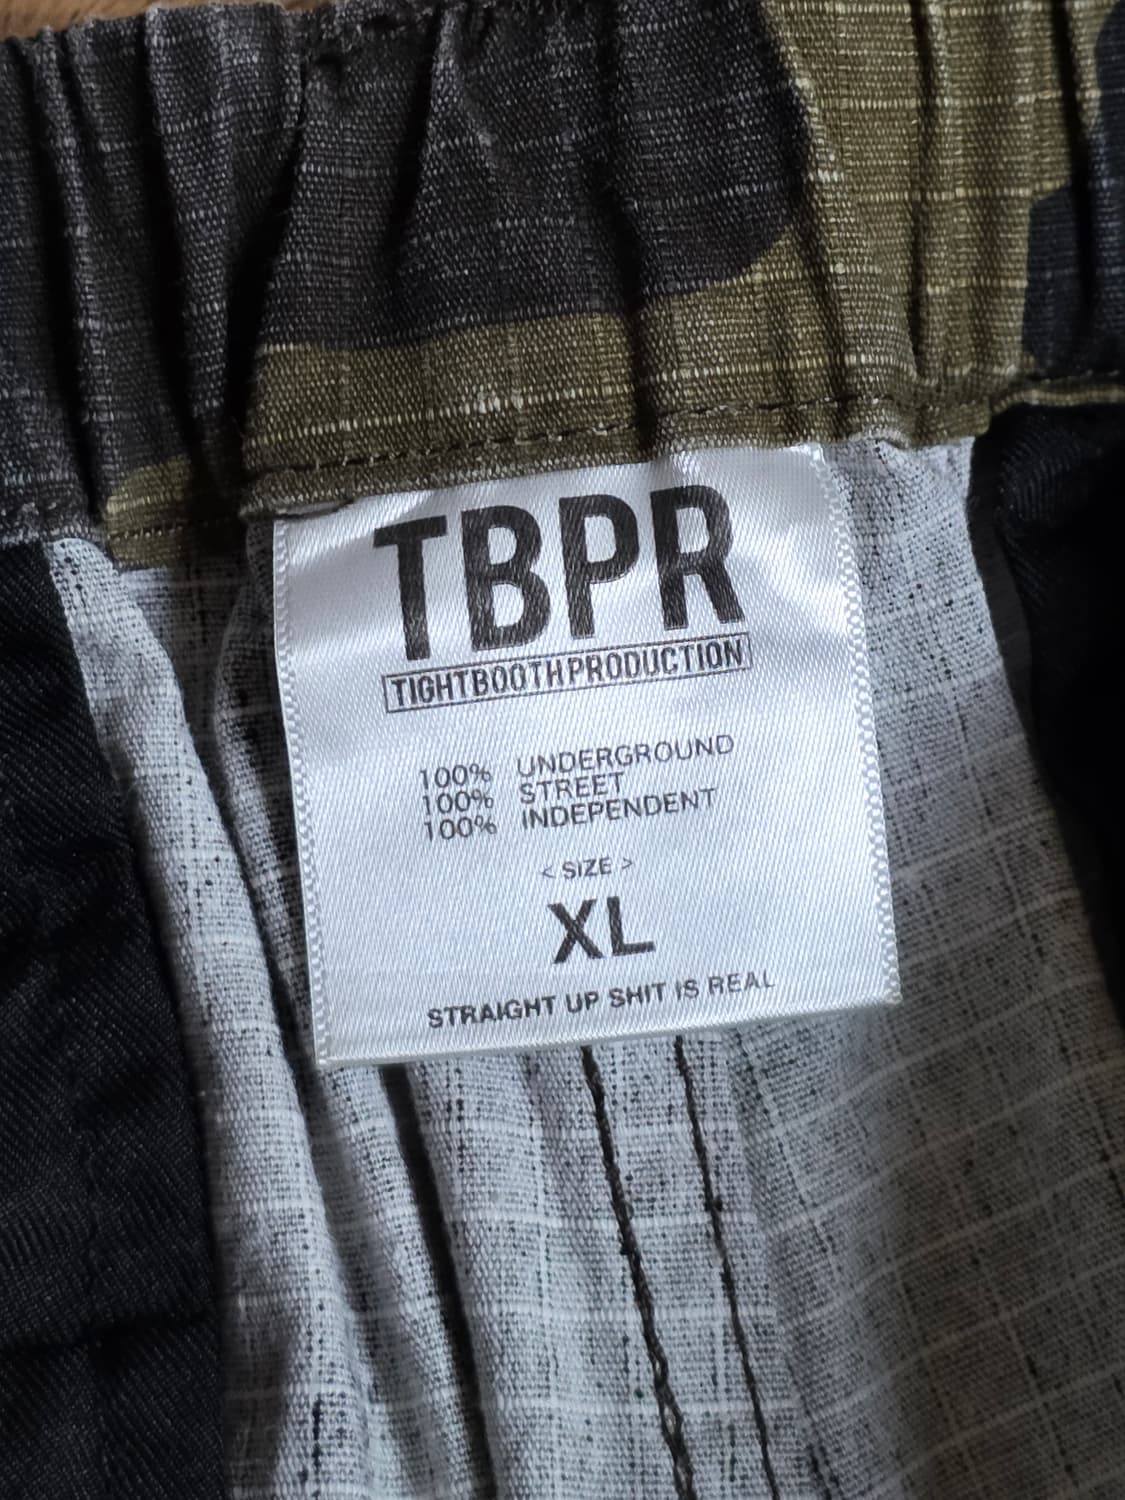 TBPR
TIGHTBOOTHPRODUCTION
100% UNDERGROUND
100% STREET
100% INDEPENDENT
< SIZE >
XL
STRAIGHT UP SHIT IS REAL